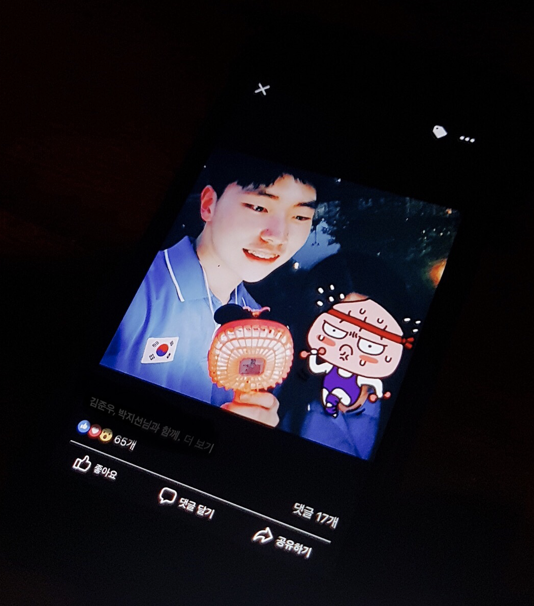 김준우, 박지선님과 함께. 더 보기
65개
댓글 17개
좋아요
댓글 달기
공유하기